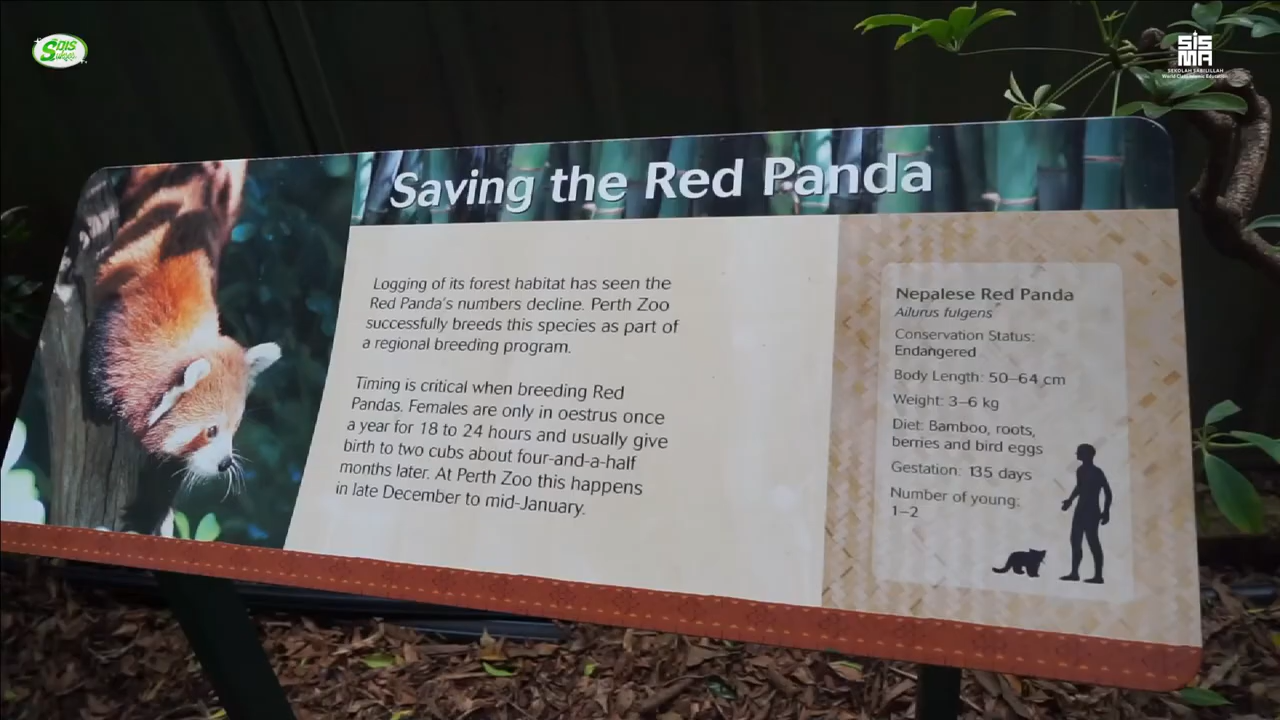 SDIS
SISMA
SEKOLAH SABILILLAH
Saving the Red Panda
Logging of its forest habitat has seen the
Red Panda's numbers decline. Perth Zoo
successfully breeds this species as part of
a regional breeding program.
Timing is critical when breeding Red
Pandas. Females are only in oestrus once
a year for 18 to 24 hours and usually give
birth to two cubs about four-and-a-half
months later. At Perth Zoo this happens
in late December to mid-January.
Nepalese Red Panda
Ailurus fulgens
Conservation Status:
Endangered
Body Length: 50–64 cm
Weight: 3–6 kg
Diet: Bamboo, roots,
berries and bird eggs
Gestation: 135 days
Number of young:
1–2